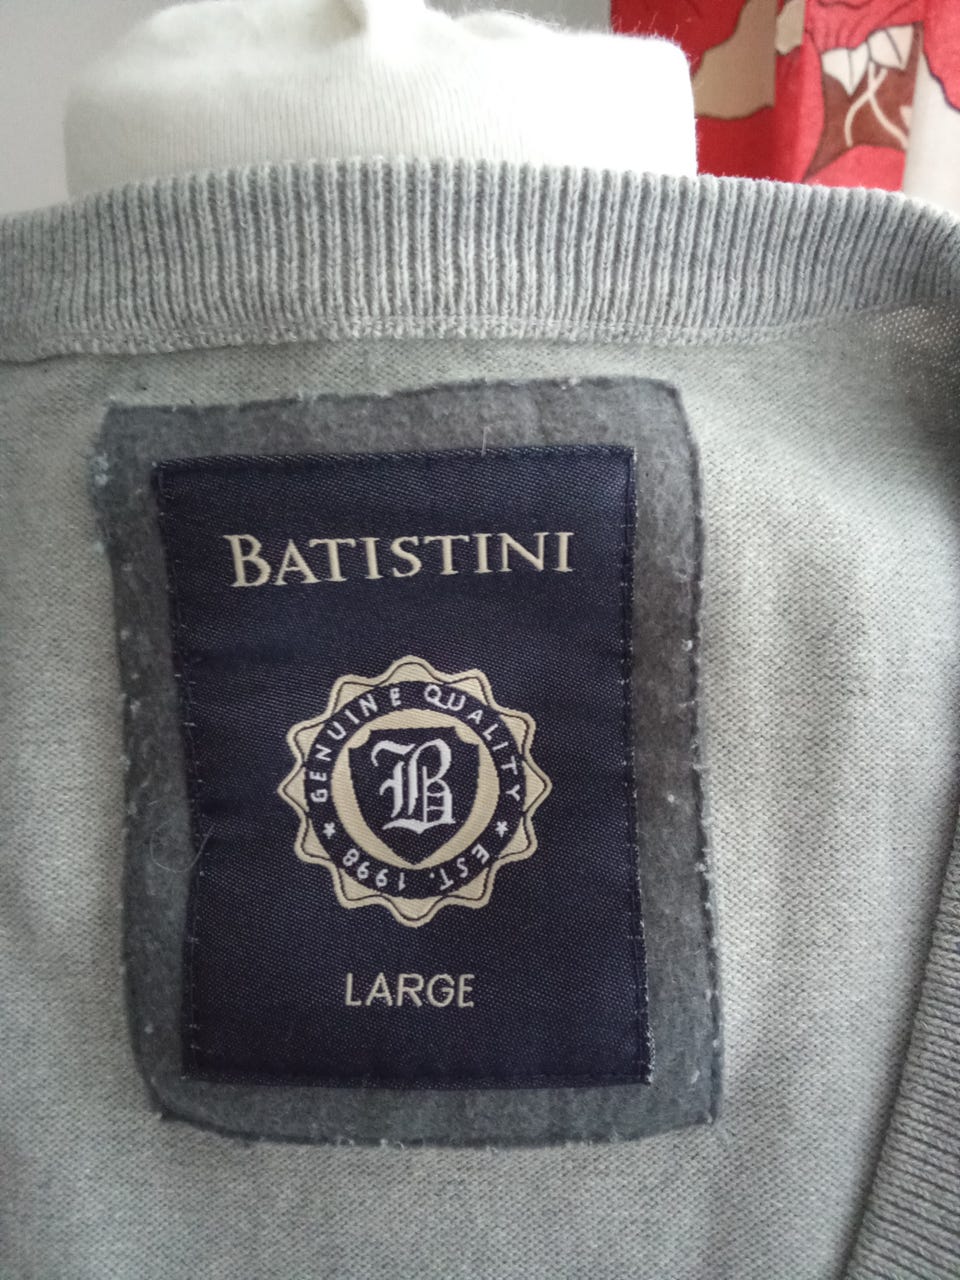 BATISTINI
GENUINE QUALITY
B
★ EST. 1998 ★
LARGE